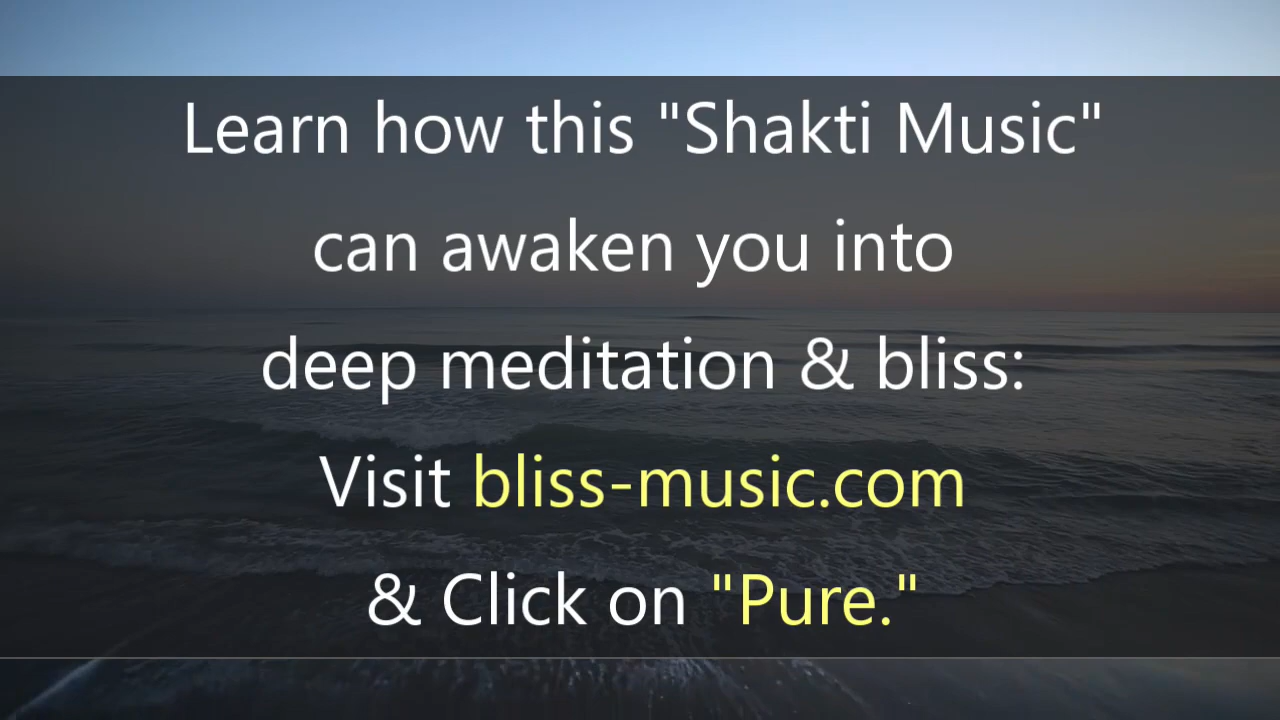 Learn how this "Shakti Music"
can awaken you into
deep meditation & bliss:
Visit bliss-music.com
& Click on "Pure."